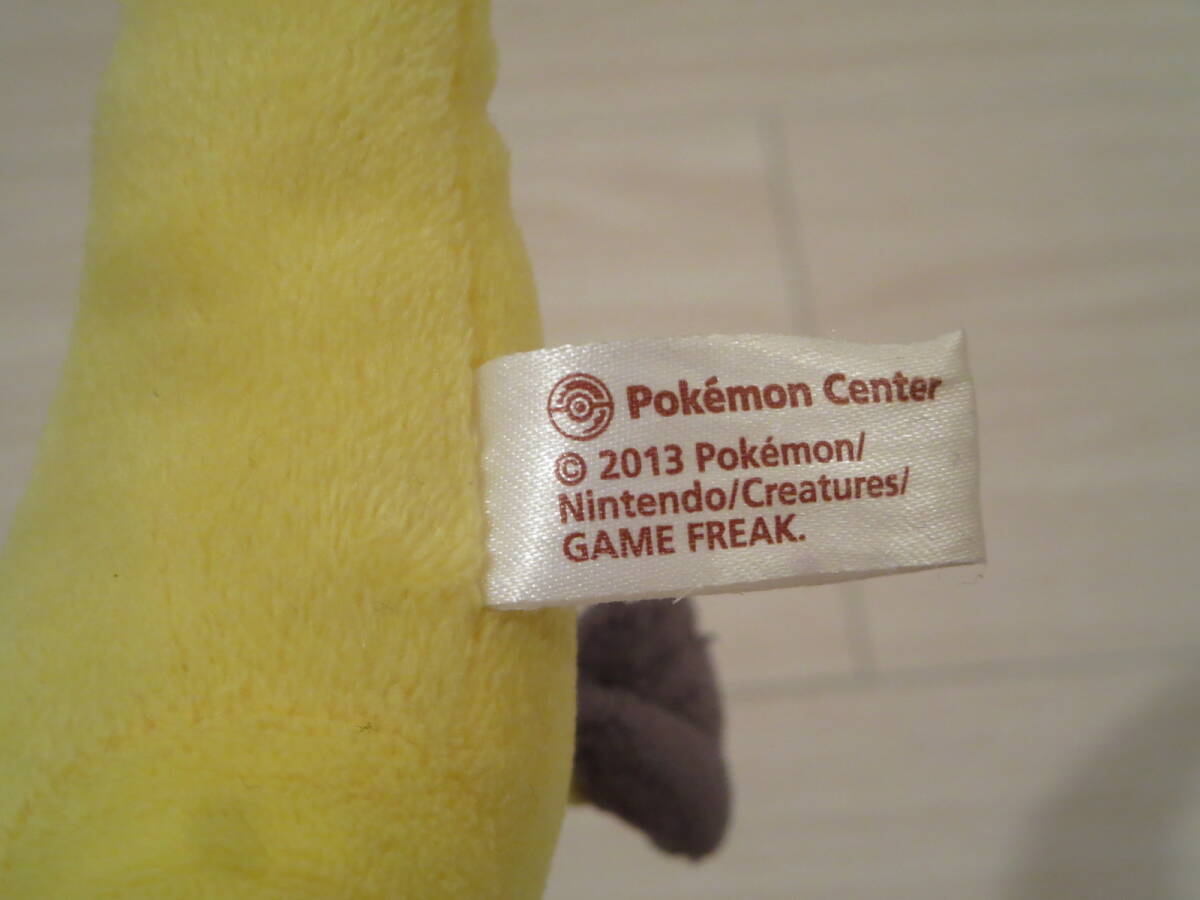 Pokémon Center
© 2013 Pokémon/
Nintendo/Creatures/
GAME FREAK.